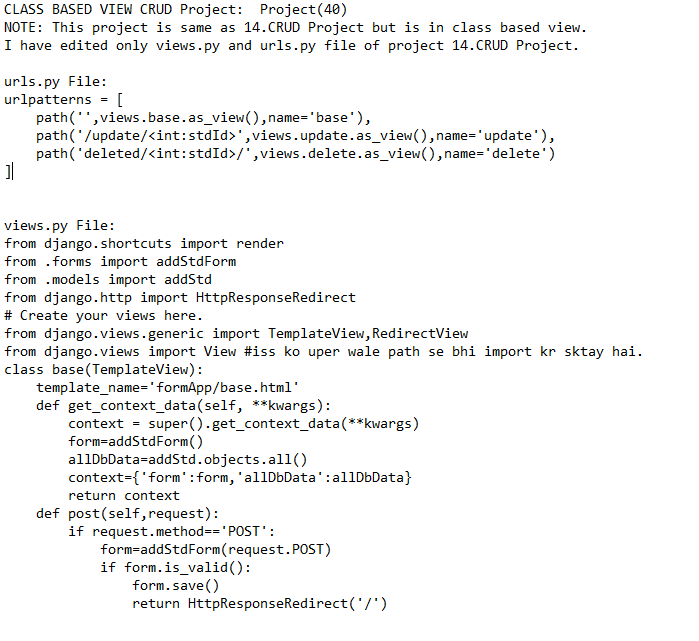 CLASS BASED VIEW CRUD Project:  Project(40)
NOTE: This project is same as 14.CRUD Project but is in class based view.
I have edited only views.py and urls.py file of project 14.CRUD Project.

urls.py File:
urlpatterns = [
    path('',views.base.as_view(),name='base'),
    path('/update/<int:stdId>',views.update.as_view(),name='update'),
    path('deleted/<int:stdId>/',views.delete.as_view(),name='delete')
]

views.py File:
from django.shortcuts import render
from .forms import addStdForm
from .models import addStd
from django.http import HttpResponseRedirect
# Create your views here.
from django.views.generic import TemplateView,RedirectView
from django.views import View #iss ko uper wale path se bhi import kr sktay hai.
class base(TemplateView):
    template_name='formApp/base.html'
    def get_context_data(self, **kwargs):
        context = super().get_context_data(**kwargs)
        form=addStdForm()
        allDbData=addStd.objects.all()
        context={'form':form,'allDbData':allDbData}
        return context
    def post(self,request):
        if request.method=='POST':
            form=addStdForm(request.POST)
            if form.is_valid():
                form.save()
                return HttpResponseRedirect('/')